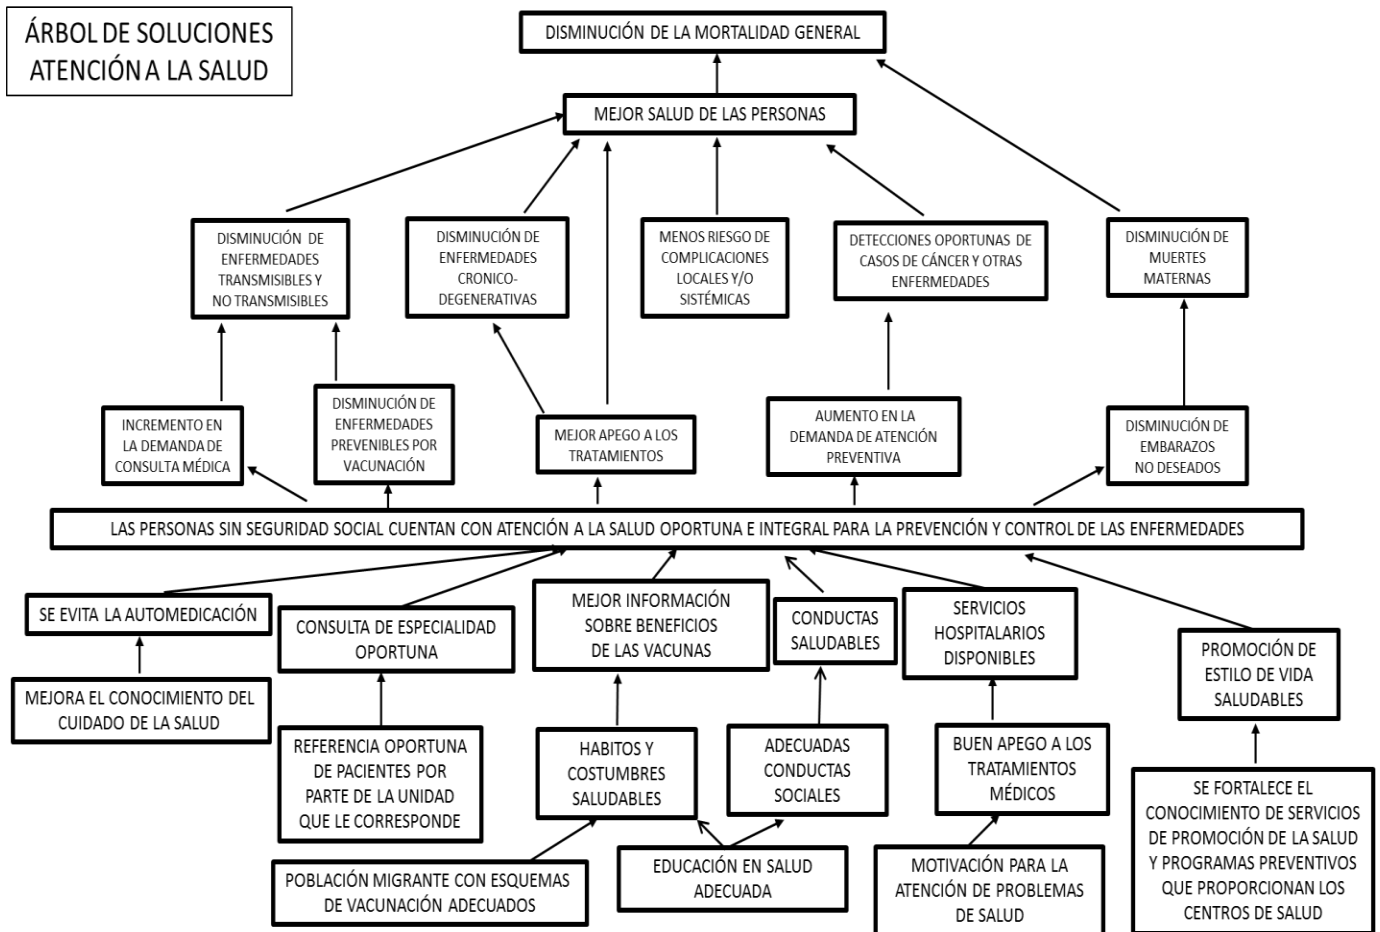 ÁRBOL DE SOLUCIONES
ATENCIÓN A LA SALUD
DISMINUCIÓN DE LA MORTALIDAD GENERAL
MEJOR SALUD DE LAS PERSONAS
DISMINUCIÓN DE
ENFERMEDADES
TRANSMISIBLES Y
NO TRANSMISIBLES
DISMINUCIÓN DE
ENFERMEDADES
CRONICO-
DEGENERATIVAS
MENOS RIESGO DE
COMPLICACIONES
LOCALES Y/O
SISTÉMICAS
DETECCIONES OPORTUNAS DE
CASOS DE CÁNCER Y OTRAS
ENFERMEDADES
DISMINUCIÓN DE
MUERTES
MATERNAS
INCREMENTO EN
LA DEMANDA DE
CONSULTA MÉDICA
DISMINUCIÓN DE
ENFERMEDADES
PREVENIBLES POR
VACUNACIÓN
MEJOR APEGO A LOS
TRATAMIENTOS
AUMENTO EN LA
DEMANDA DE ATENCIÓN
PREVENTIVA
DISMINUCIÓN DE
EMBARAZOS
NO DESEADOS
LAS PERSONAS SIN SEGURIDAD SOCIAL CUENTAN CON ATENCIÓN A LA SALUD OPORTUNA E INTEGRAL PARA LA PREVENCIÓN Y CONTROL DE LAS ENFERMEDADES
SE EVITA LA AUTOMEDICACIÓN
CONSULTA DE ESPECIALIDAD
OPORTUNA
MEJOR INFORMACIÓN
SOBRE BENEFICIOS
DE LAS VACUNAS
CONDUCTAS
SALUDABLES
SERVICIOS
HOSPITALARIOS
DISPONIBLES
PROMOCIÓN DE
ESTILO DE VIDA
SALUDABLES
MEJORA EL CONOCIMIENTO DEL
CUIDADO DE LA SALUD
REFERENCIA OPORTUNA
DE PACIENTES POR
PARTE DE LA UNIDAD
QUE LE CORRESPONDE
HABITOS Y
COSTUMBRES
SALUDABLES
ADECUADAS
CONDUCTAS
SOCIALES
BUEN APEGO A LOS
TRATAMIENTOS
MÉDICOS
SE FORTALECE EL
CONOCIMIENTO DE SERVICIOS
DE PROMOCIÓN DE LA SALUD
Y PROGRAMAS PREVENTIVOS
QUE PROPORCIONAN LOS
CENTROS DE SALUD
POBLACIÓN MIGRANTE CON ESQUEMAS
DE VACUNACIÓN ADECUADOS
EDUCACIÓN EN SALUD
ADECUADA
MOTIVACIÓN PARA LA
ATENCIÓN DE PROBLEMAS
DE SALUD